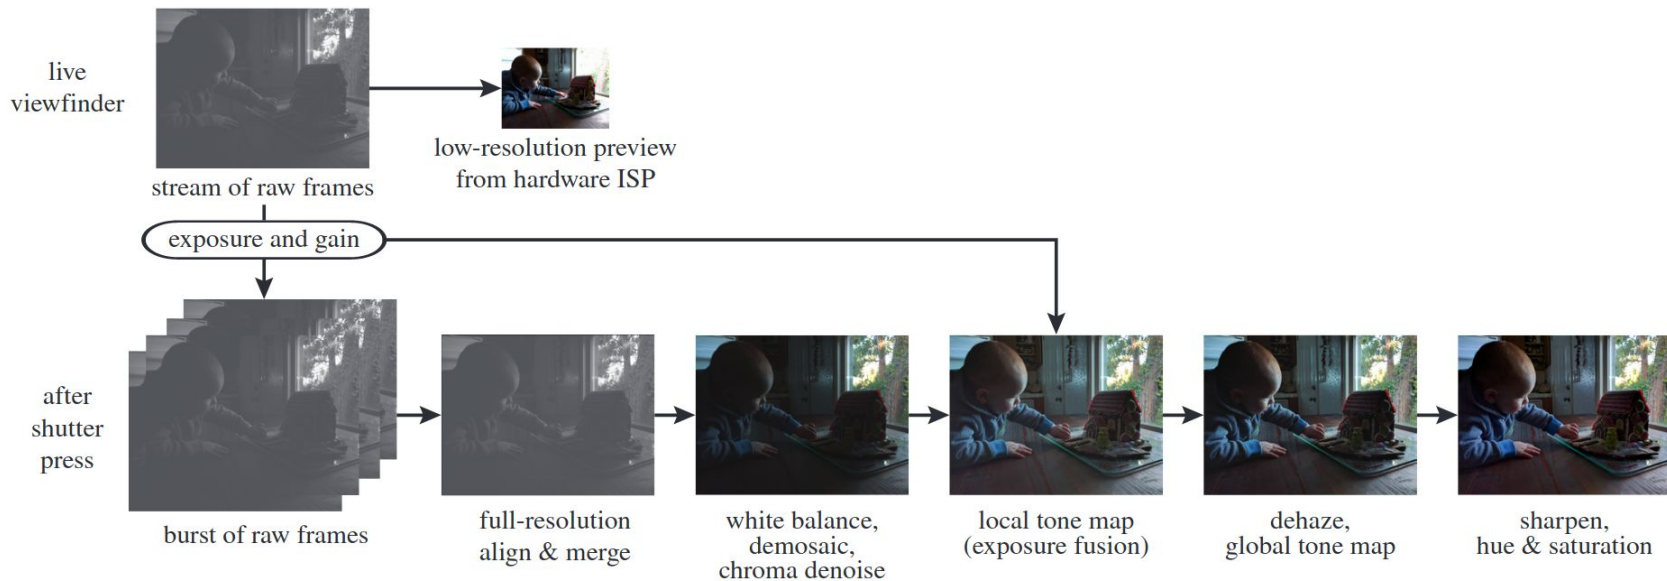 live
viewfinder
low-resolution preview
from hardware ISP
stream of raw frames
exposure and gain
after
shutter
press
burst of raw frames
full-resolution
align & merge
white balance,
demosaic,
chroma denoise
local tone map
(exposure fusion)
dehaze,
global tone map
sharpen,
hue & saturation